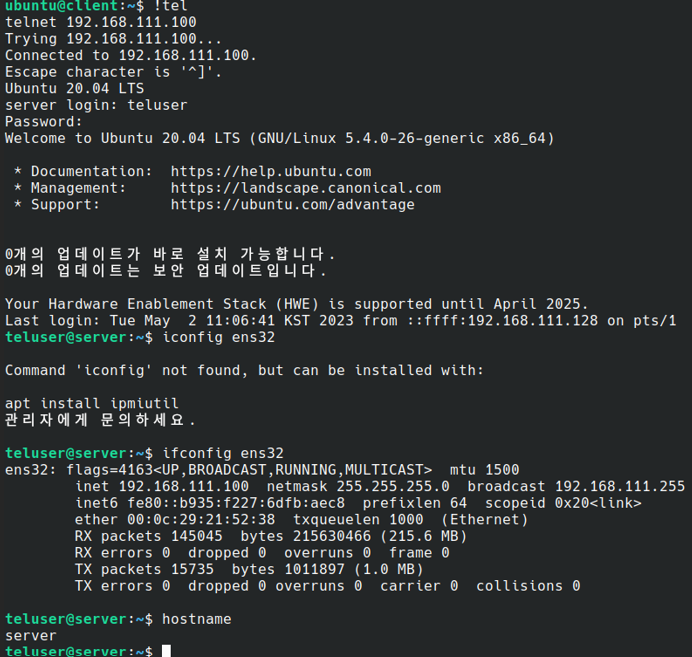 ubuntu@client:~$ !tel
telnet 192.168.111.100
Trying 192.168.111.100...
Connected to 192.168.111.100.
Escape character is '^]'.
Ubuntu 20.04 LTS
server login: teluser
Password:
Welcome to Ubuntu 20.04 LTS (GNU/Linux 5.4.0-26-generic x86_64)
* Documentation:  https://help.ubuntu.com
* Management:     https://landscape.canonical.com
* Support:        https://ubuntu.com/advantage
0개의 업데이트가 바로 설치 가능합니다.
0개의 업데이트는 보안 업데이트입니다.
Your Hardware Enablement Stack (HWE) is supported until April 2025.
Last login: Tue May  2 11:06:41 KST 2023 from ::ffff:192.168.111.128 on pts/1
teluser@server:~$ iconfig ens32
Command 'iconfig' not found, but can be installed with:
apt install ipmiutil
관리자에게 문의하세요.
teluser@server:~$ ifconfig ens32
ens32: flags=4163<UP,BROADCAST,RUNNING,MULTICAST>  mtu 1500
inet 192.168.111.100  netmask 255.255.255.0  broadcast 192.168.111.255
inet6 fe80::b935:f227:6dfb:aec8  prefixlen 64  scopeid 0x20<link>
ether 00:0c:29:21:52:38  txqueuelen 1000  (Ethernet)
RX packets 145045  bytes 215630466 (215.6 MB)
RX errors 0  dropped 0  overruns 0  frame 0
TX packets 15735  bytes 1011897 (1.0 MB)
TX errors 0  dropped 0 overruns 0  carrier 0  collisions 0
teluser@server:~$ hostname
server
teluser@server:~$